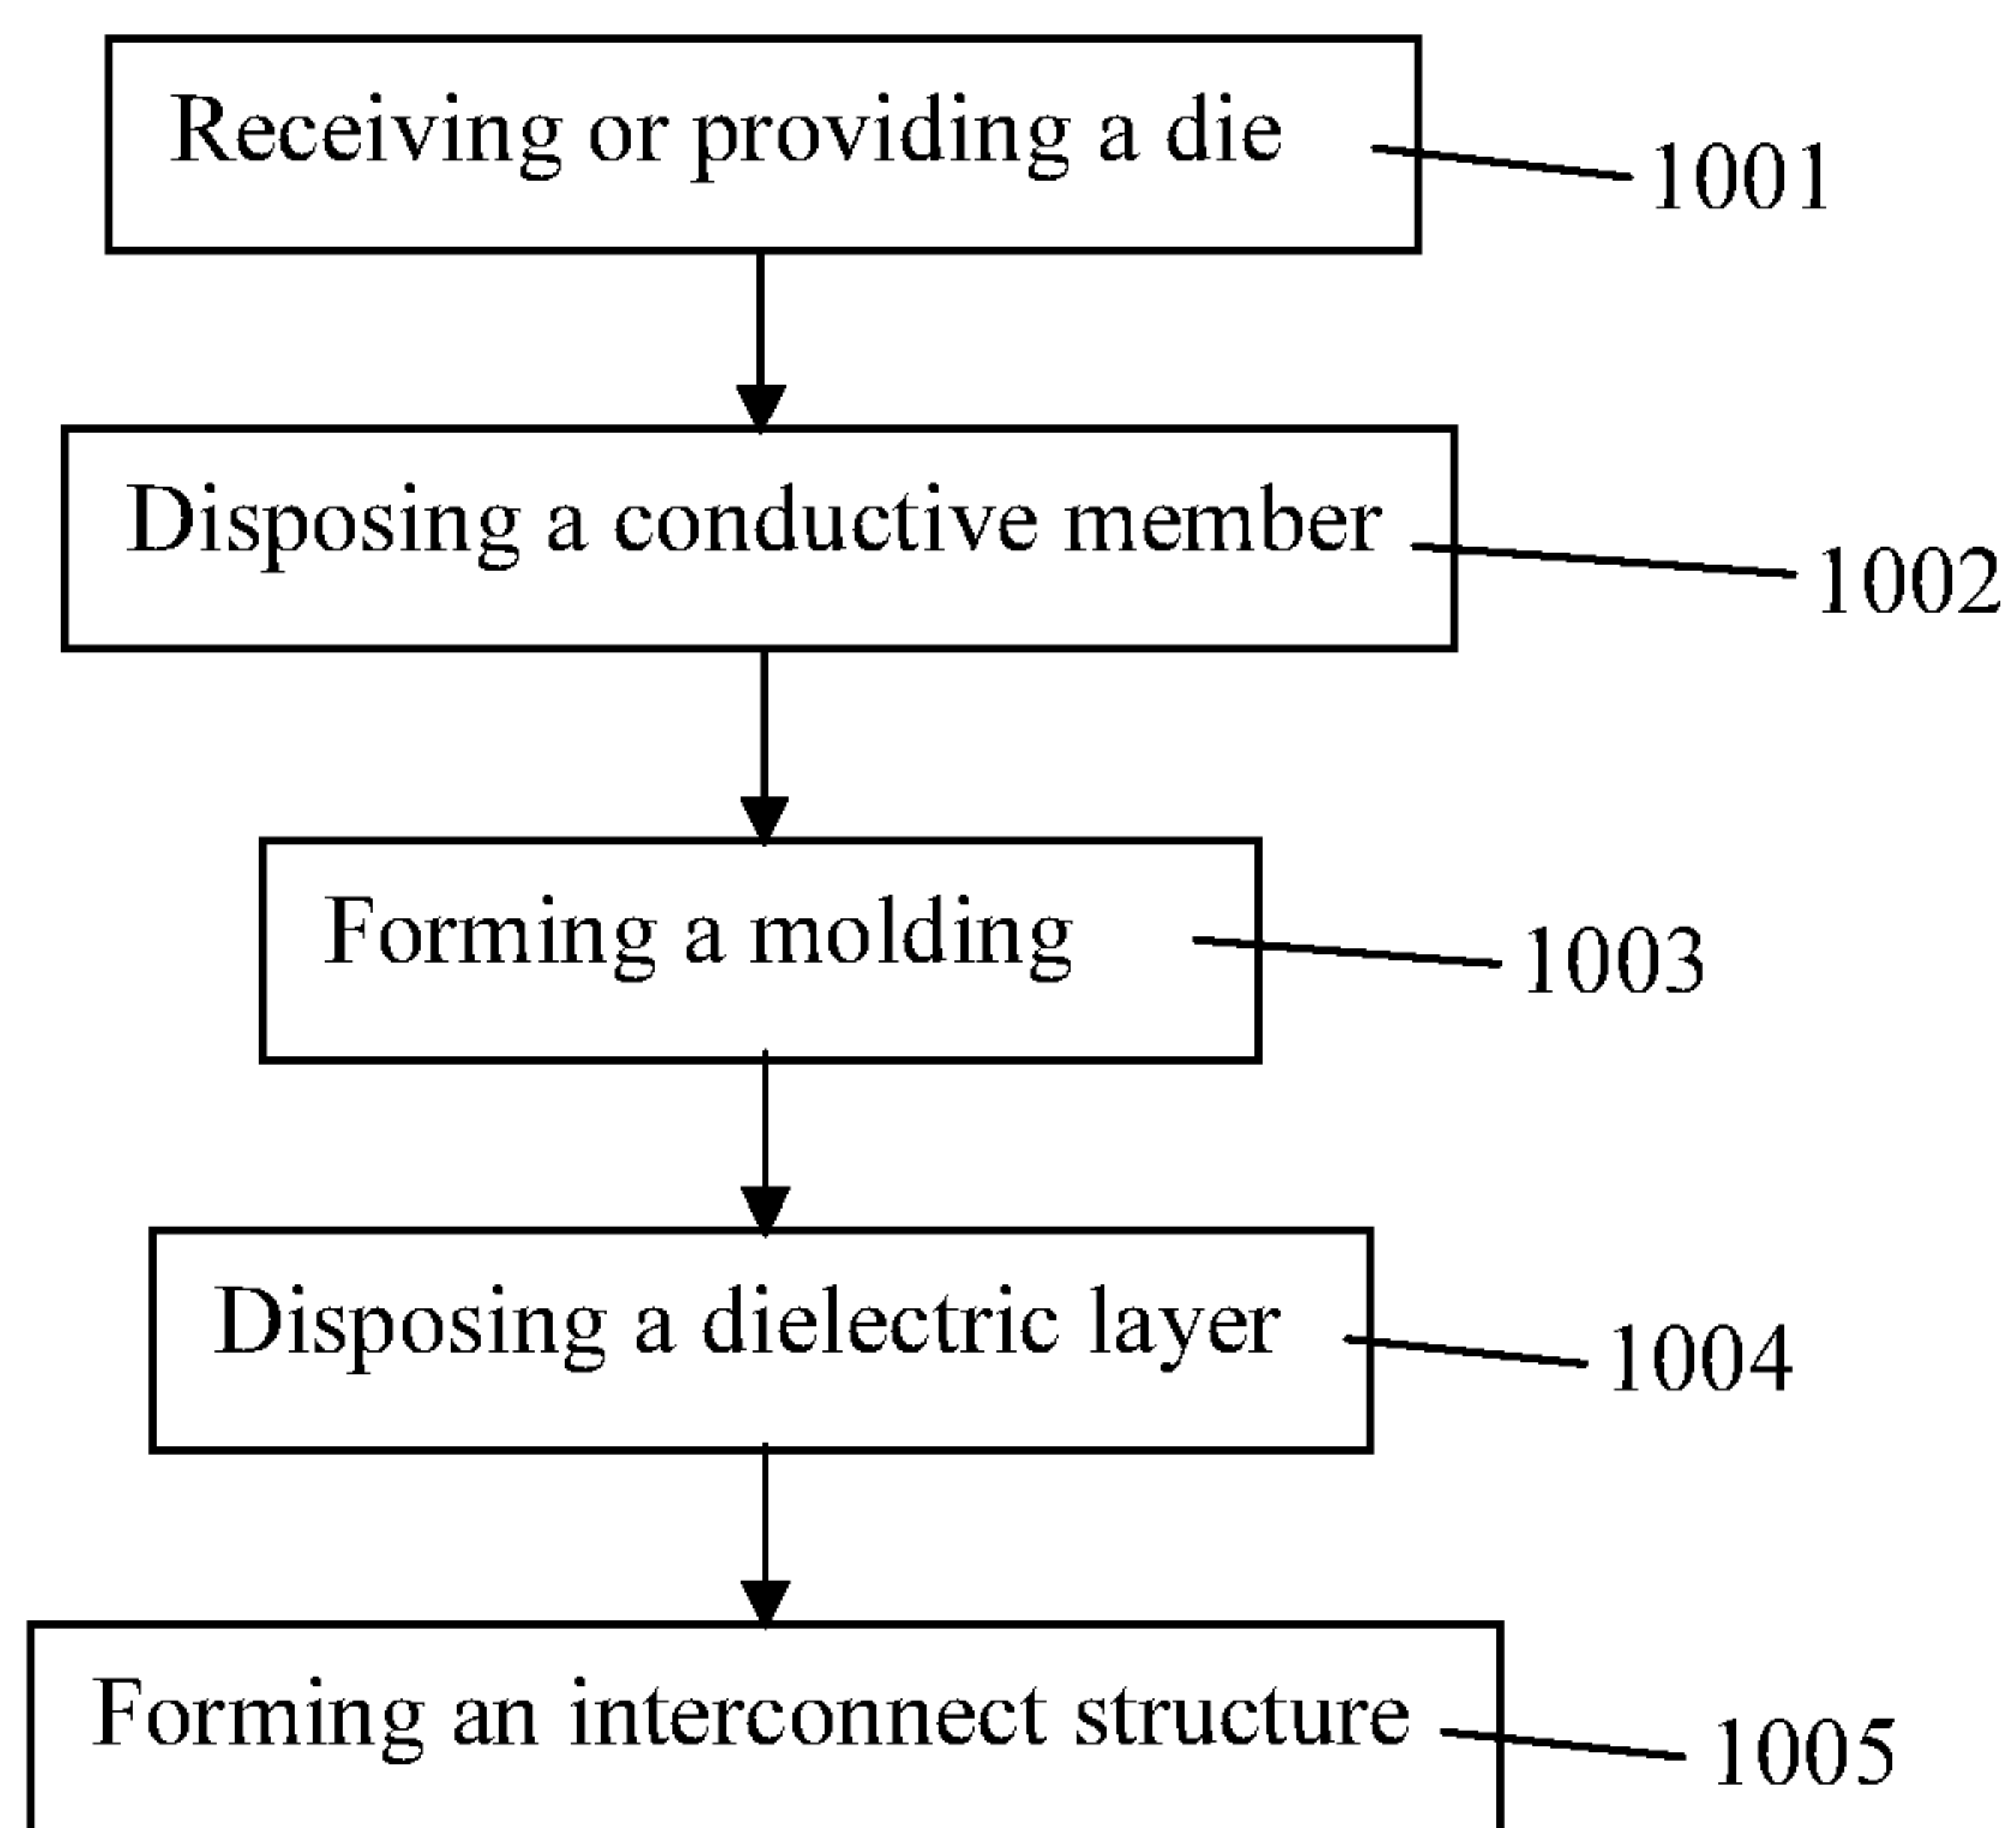 Receiving or providing a die
1001
Disposing a conductive member
1002
Forming a molding
1003
Disposing a dielectric layer
1004
Forming an interconnect structure
1005